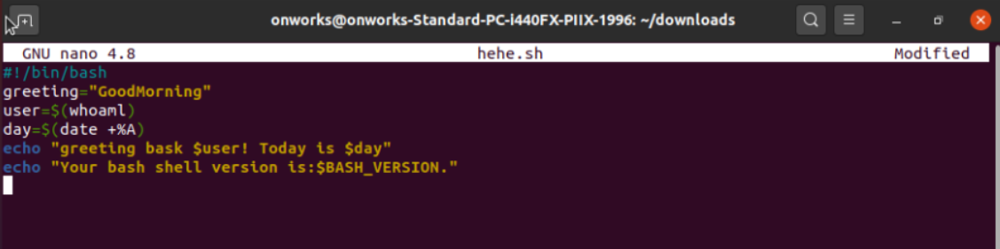 onworks@onworks-Standard-PC-i440FX-PIIX-1996: ~/downloads
GNU nano 4.8 hehe.sh Modified
#!/bin/bash
greeting="GoodMorning"
user=$(whoaml)
day=$(date +%A)
echo "greeting bask $user! Today is $day"
echo "Your bash shell version is:$BASH_VERSION."